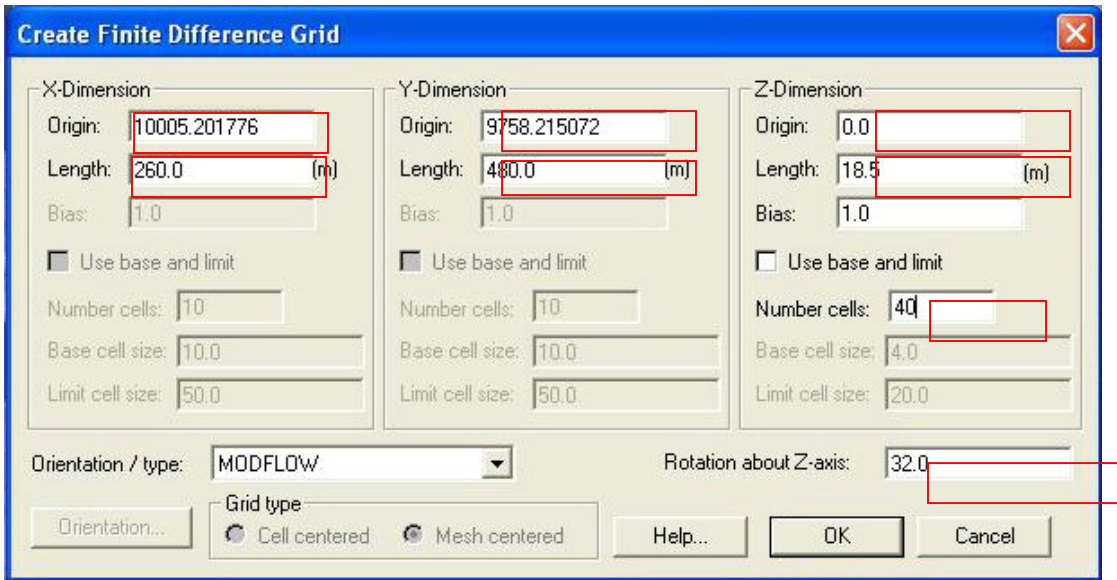 Create Finite Difference Grid
X-Dimension
Origin: 10005.201776
Length: 260.0 (m)
Bias: 1.0
Use base and limit
Number cells: 10
Base cell size: 10.0
Limit cell size: 50.0
Y-Dimension
Origin: 9758.215072
Length: 480.0 (m)
Bias: 1.0
Use base and limit
Number cells: 10
Base cell size: 10.0
Limit cell size: 50.0
Z-Dimension
Origin: 0.0
Length: 18.5 (m)
Bias: 1.0
Use base and limit
Number cells: 40
Base cell size: 4.0
Limit cell size: 20.0
Orientation / type: MODFLOW
Rotation about Z-axis: 32.0
Orientation...
Grid type
Cell centered Mesh centered
Help... OK Cancel